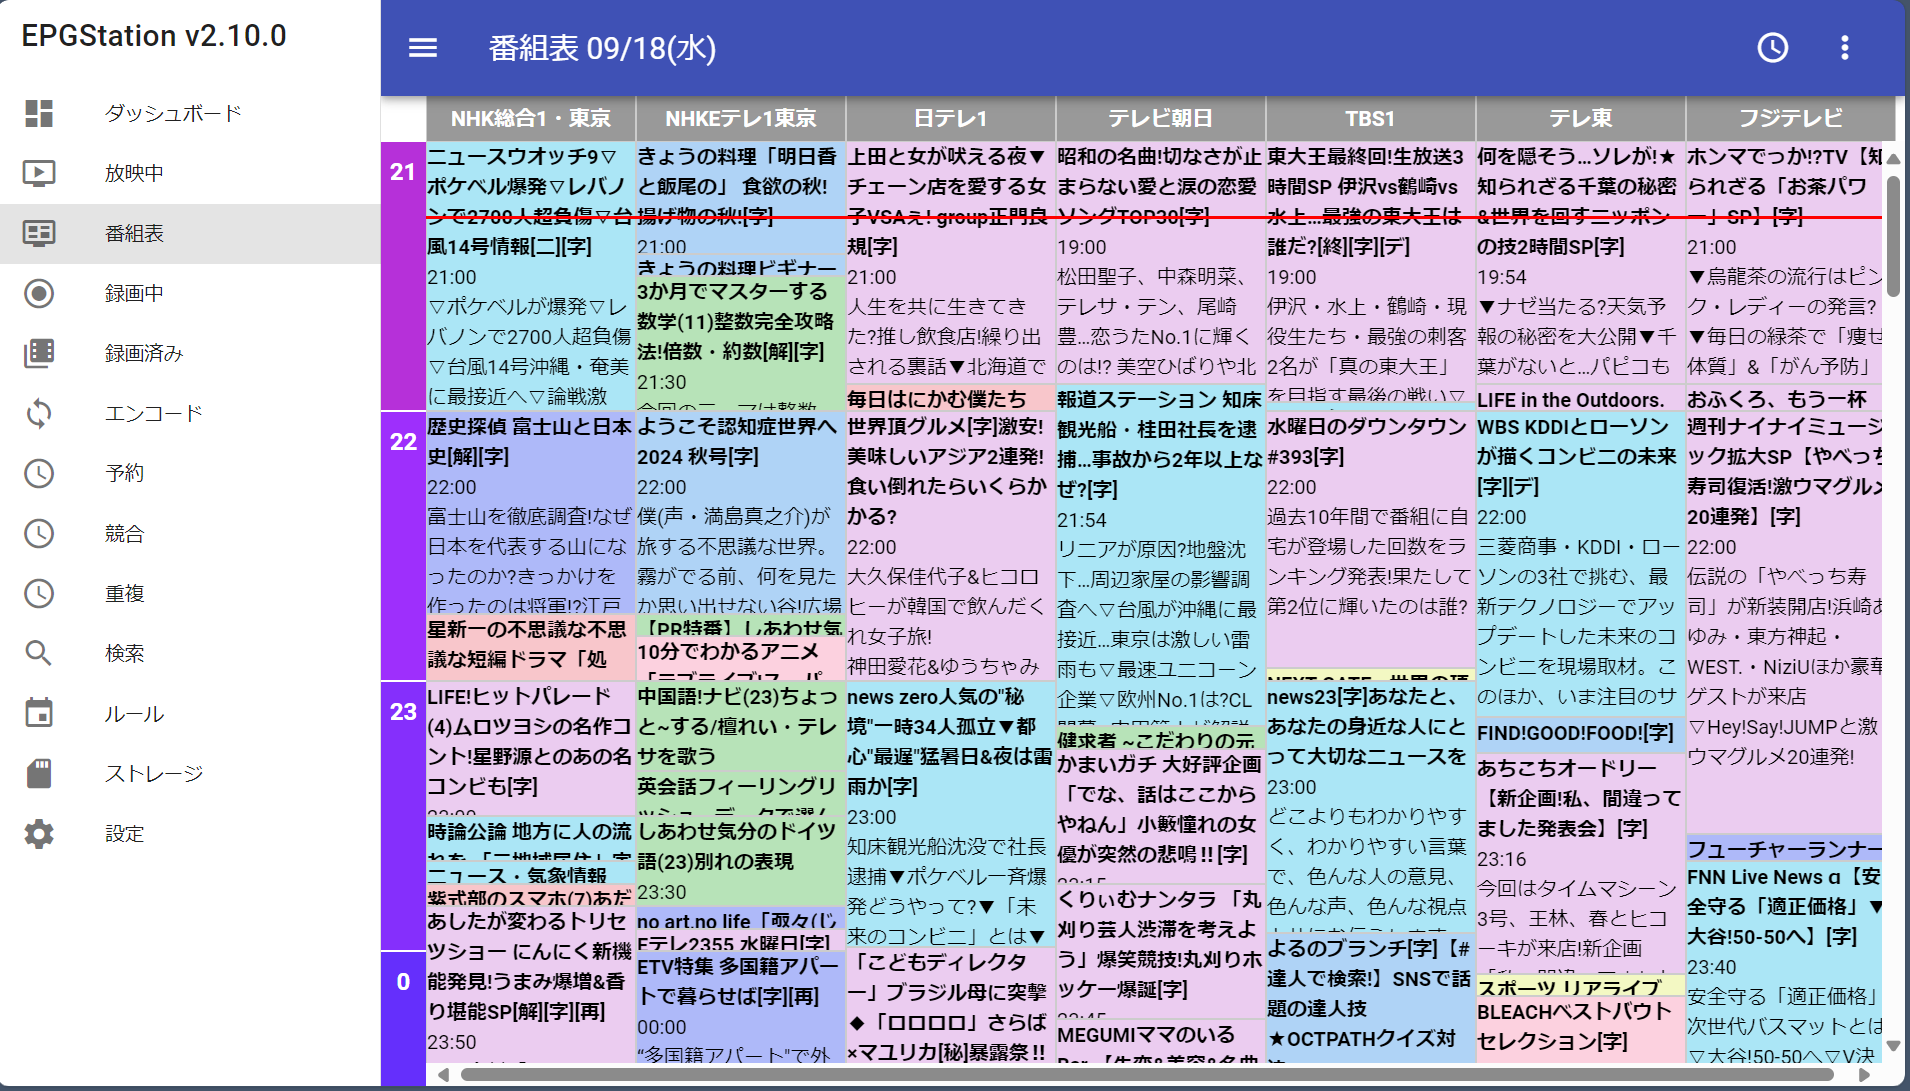 EPGStation v2.10.0
ダッシュボード
放映中
番組表
録画中
録画済み
エンコード
予約
競合
重複
検索
ルール
ストレージ
設定
番組表 09/18(水)
NHK総合1・東京
NHKEテレ1東京
日テレ1
テレビ朝日
TBS1
テレ東
フジテレビ
21
22
23
0
ニュースウオッチ9▽
ポケベル爆発▽レバノ
ンで2700人超負傷▽台
風14号情報[二][字]
21:00
▽ポケベルが爆発▽レ
バノンで2700人超負傷
▽台風14号沖縄・奄美
に最接近へ▽論戦激
歴史探偵 富士山と日本
史[解][字]
22:00
富士山を徹底調査!なぜ
日本を代表する山にな
ったのか?きっかけを
作ったのは将軍!?江戸
星新一の不思議な不思
議な短編ドラマ「処
LIFE!ヒットパレード
(4)ムロツヨシの名作コ
ント!星野源とのあの名
コンビも[字]
時論公論 地方に人の流
ニュース・気象情報
紫式部のスマホ(7)あだ
あしたが変わるトリセ
ツショー にんにく新機
能発見!うまみ爆増&香
り堪能SP[解][字][再]
23:50
きょうの料理「明日香
と飯尾の」 食欲の秋!
揚げ物の秋![字]
21:00
きょうの料理ビギナー
3か月でマスターする
数学(11)整数完全攻略
法!倍数・約数[解][字]
21:30
今回のテーマは整数
ようこそ認知症世界へ
2024 秋号[字]
22:00
僕(声・満島真之介)が
旅する不思議な世界。
霧がでる前、何を見た
か思い出せない谷!広場
【PR特番】しあわせ気
10分でわかるアニメ
中国語!ナビ(23)ちょっ
と~する/檀れい・テレ
サを歌う
英会話フィーリングリ
しあわせ気分のドイツ
語(23)別れの表現
23:30
no art,no life
Eテレ2355 水曜日[字]
ETV特集 多国籍アパー
トで暮らせば[字][再]
00:00
“多国籍アパート"で外
上田と女が吠える夜▼
チェーン店を愛する女
子VSAぇ! group正門良
規[字]
21:00
人生を共に生きてき
た?推し飲食店!繰り出
される裏話▼北海道で
毎日はにかむ僕たち
世界頂グルメ[字]激安!
美味しいアジア2連発!
食い倒れたらいくらか
かる?
22:00
大久保佳代子&ヒコロ
ヒーが韓国で飲んだく
れ女子旅!
神田愛花&ゆうちゃみ
news zero人気の"秘
境"一時34人孤立▼都
心"最遅"猛暑日&夜は雷
雨か[字]
23:00
知床観光船沈没で社長
逮捕▼ポケベル一斉爆
発どうやって?▼「未
来のコンビニ」とは▼
「こどもディレクタ
ー」ブラジル母に突撃
◆「ロロロロ」さらば
×マユリカ[秘]暴露祭!!
昭和の名曲!切なさが止
まらない愛と涙の恋愛
ソングTOP30[字]
19:00
松田聖子、中森明菜、
テレサ・テン、尾崎
豊…恋うたNo.1に輝く
のは!? 美空ひばりや北
報道ステーション 知床
観光船・桂田社長を逮
捕…事故から2年以上な
ぜ?[字]
21:54
リニアが原因?地盤沈
下…周辺家屋の影響調
査へ▽台風が沖縄に最
接近…東京は激しい雷
雨も▽最速ユニコーン
企業▽欧州No.1は?CL
健求者 ~こだわりの元
かまいガチ 大好評企画
「でな、話はここから
やねん」小籔憧れの女
優が突然の悲鳴!![字]
23:15
くりぃむナンタラ 「丸
刈り芸人渋滞を考えよ
う」爆笑競技!丸刈りホ
ッケー爆誕[字]
23:45
MEGUMIママのいる
東大王最終回!生放送3
時間SP 伊沢vs鶴崎vs
水上…最強の東大王は
誰だ?[終][字][デ]
19:00
伊沢・水上・鶴崎・現
役生たち・最強の刺客
2名が「真の東大王」
を目指す最後の戦い▽
水曜日のダウンタウン
#393[字]
22:00
過去10年間で番組に自
宅が登場した回数をラ
ンキング発表!果たして
第2位に輝いたのは誰?
news23[字]あなたと、
あなたの身近な人にと
って大切なニュースを
23:00
どこよりもわかりやす
く、わかりやすい言葉
で、色んな人の意見、
色んな声、色んな視点
よるのブランチ[字]【#
達人で検索!】SNSで話
題の達人技
★OCTPATHクイズ対
何を隠そう…ソレが!★
知られざる千葉の秘密
&世界を回すニッポン
の技2時間SP[字]
19:54
▼ナゼ当たる?天気予
報の秘密を大公開▼千
葉がないと…パピコも
LIFE in the Outdoors.
WBS KDDIとローソン
が描くコンビニの未来
[字][デ]
22:00
三菱商事・KDDI・ロー
ソンの3社で挑む、最
新テクノロジーでアッ
プデートした未来のコ
ンビニを現場取材。こ
のほか、いま注目のサ
FIND!GOOD!FOOD![字]
あちこちオードリー
【新企画!私、間違って
ました発表会】[字]
23:16
今回はタイムマシーン
3号、王林、春とヒコ
ーキが来店!新企画
スポーツ リアライブ
BLEACHベストバウト
セレクション[字]
ホンマでっか!?TV【知
られざる「お茶パワ
ー」SP】[字]
21:00
▼烏龍茶の流行はピン
ク・レディーの発言?
▼毎日の緑茶で「痩せ
体質」&「がん予防」
おふくろ、もう一杯
週刊ナイナイミュージ
ック拡大SP【やべっち
寿司復活!激ウマグルメ
20連発】[字]
22:00
伝説の「やべっち寿
司」が新装開店!浜崎あ
ゆみ・東方神起・
WEST.・NiziUほか豪華
ゲストが来店
▽Hey!Say!JUMPと激
ウマグルメ20連発!
フューチャーランナー
FNN Live News α【安
全守る「適正価格」▼
大谷!50-50へ】[字]
23:40
安全守る「適正価格」
次世代バスマットとは
▽大谷!50-50へ▽V決